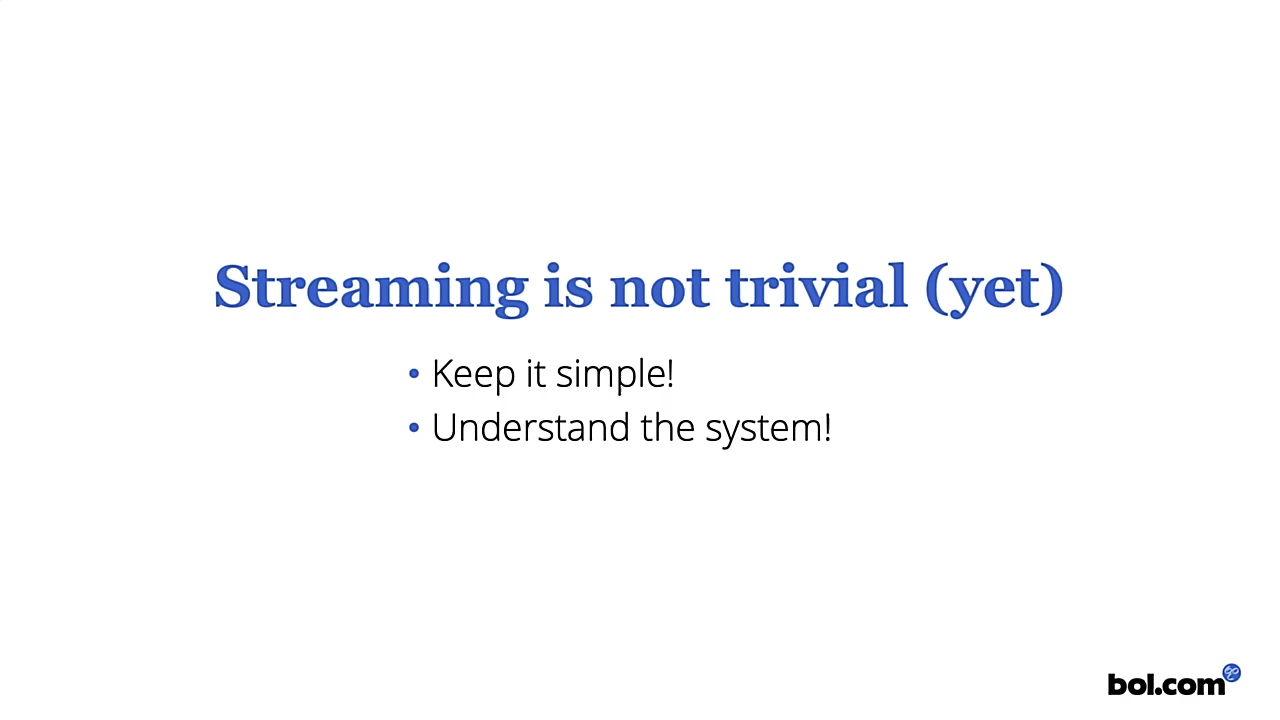 Streaming is not trivial (yet)
• Keep it simple!
• Understand the system!
bol.com